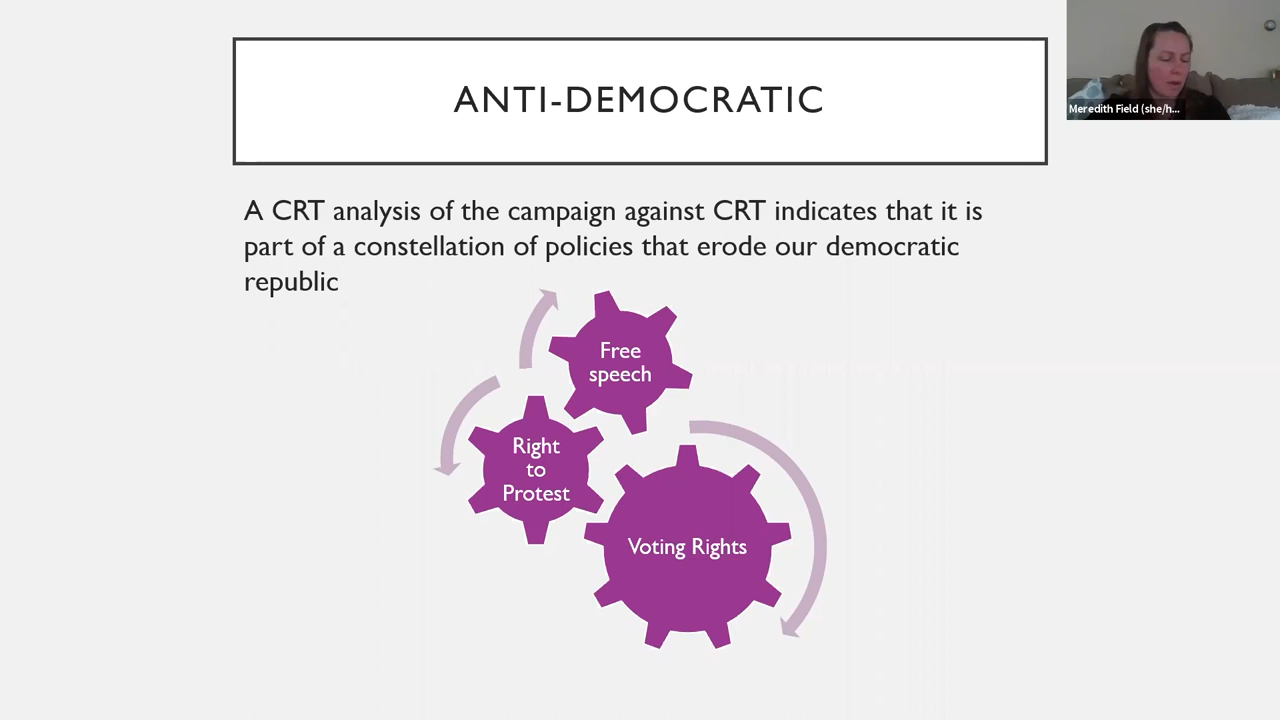 ANTI-DEMOCRATIC
Meredith Field (she/h...
A CRT analysis of the campaign against CRT indicates that it is
part of a constellation of policies that erode our democratic
republic
Free
speech
Right
to
Protest
Voting Rights